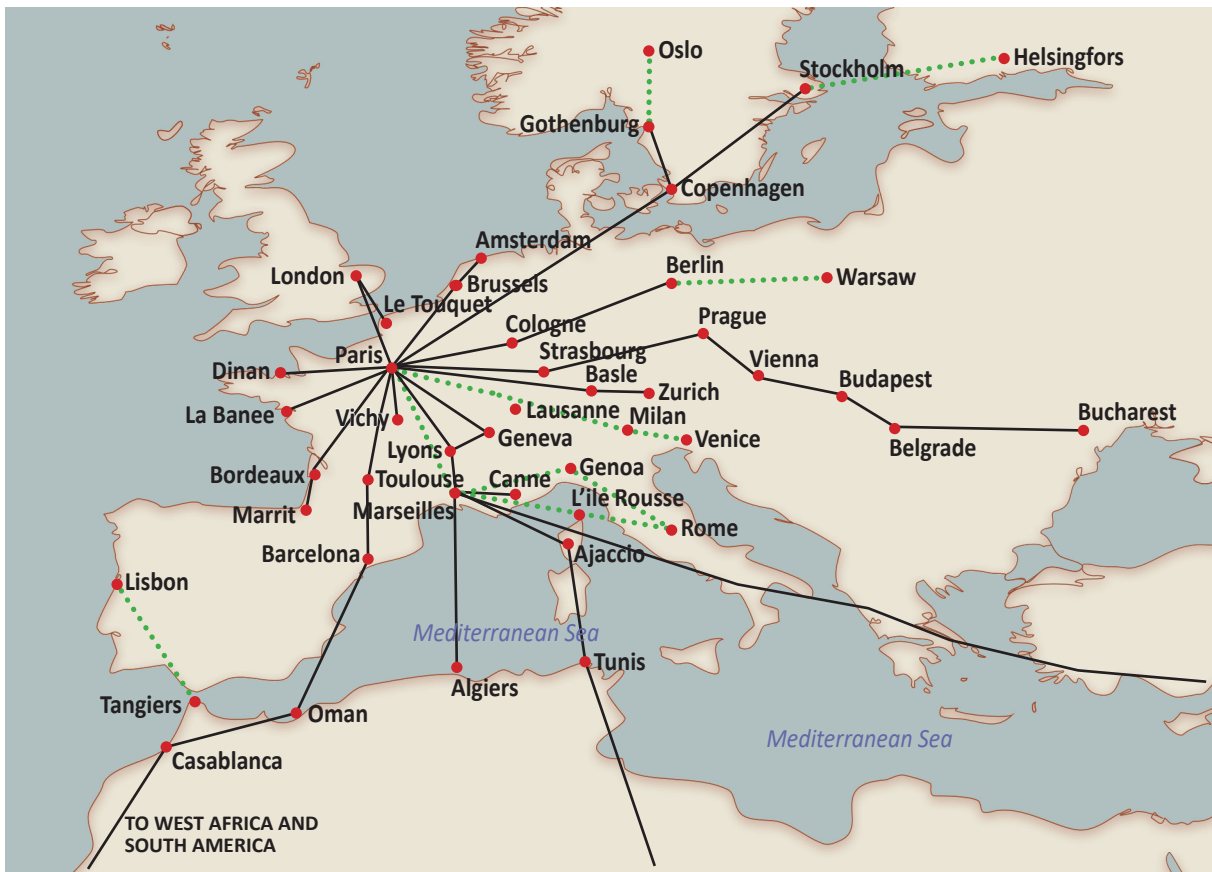 Oslo
Helsingfors
Stockholm
Gothenburg
Copenhagen
Amsterdam
London
Berlin
Warsaw
Brussels
Le Touquet
Cologne
Prague
Paris
Strasbourg
Dinan
Vienna
Basle
Zurich
Budapest
La Banee
Vichy
Lausanne
Milan
Bucharest
Geneva
Venice
Lyons
Belgrade
Bordeaux
Toulouse
Canne
Genoa
Marrit
Marseilles
L'ile Rousse
Rome
Barcelona
Ajaccio
Lisbon
Mediterranean Sea
Tunis
Algiers
Tangiers
Oman
Mediterranean Sea
Casablanca
TO WEST AFRICA AND
SOUTH AMERICA